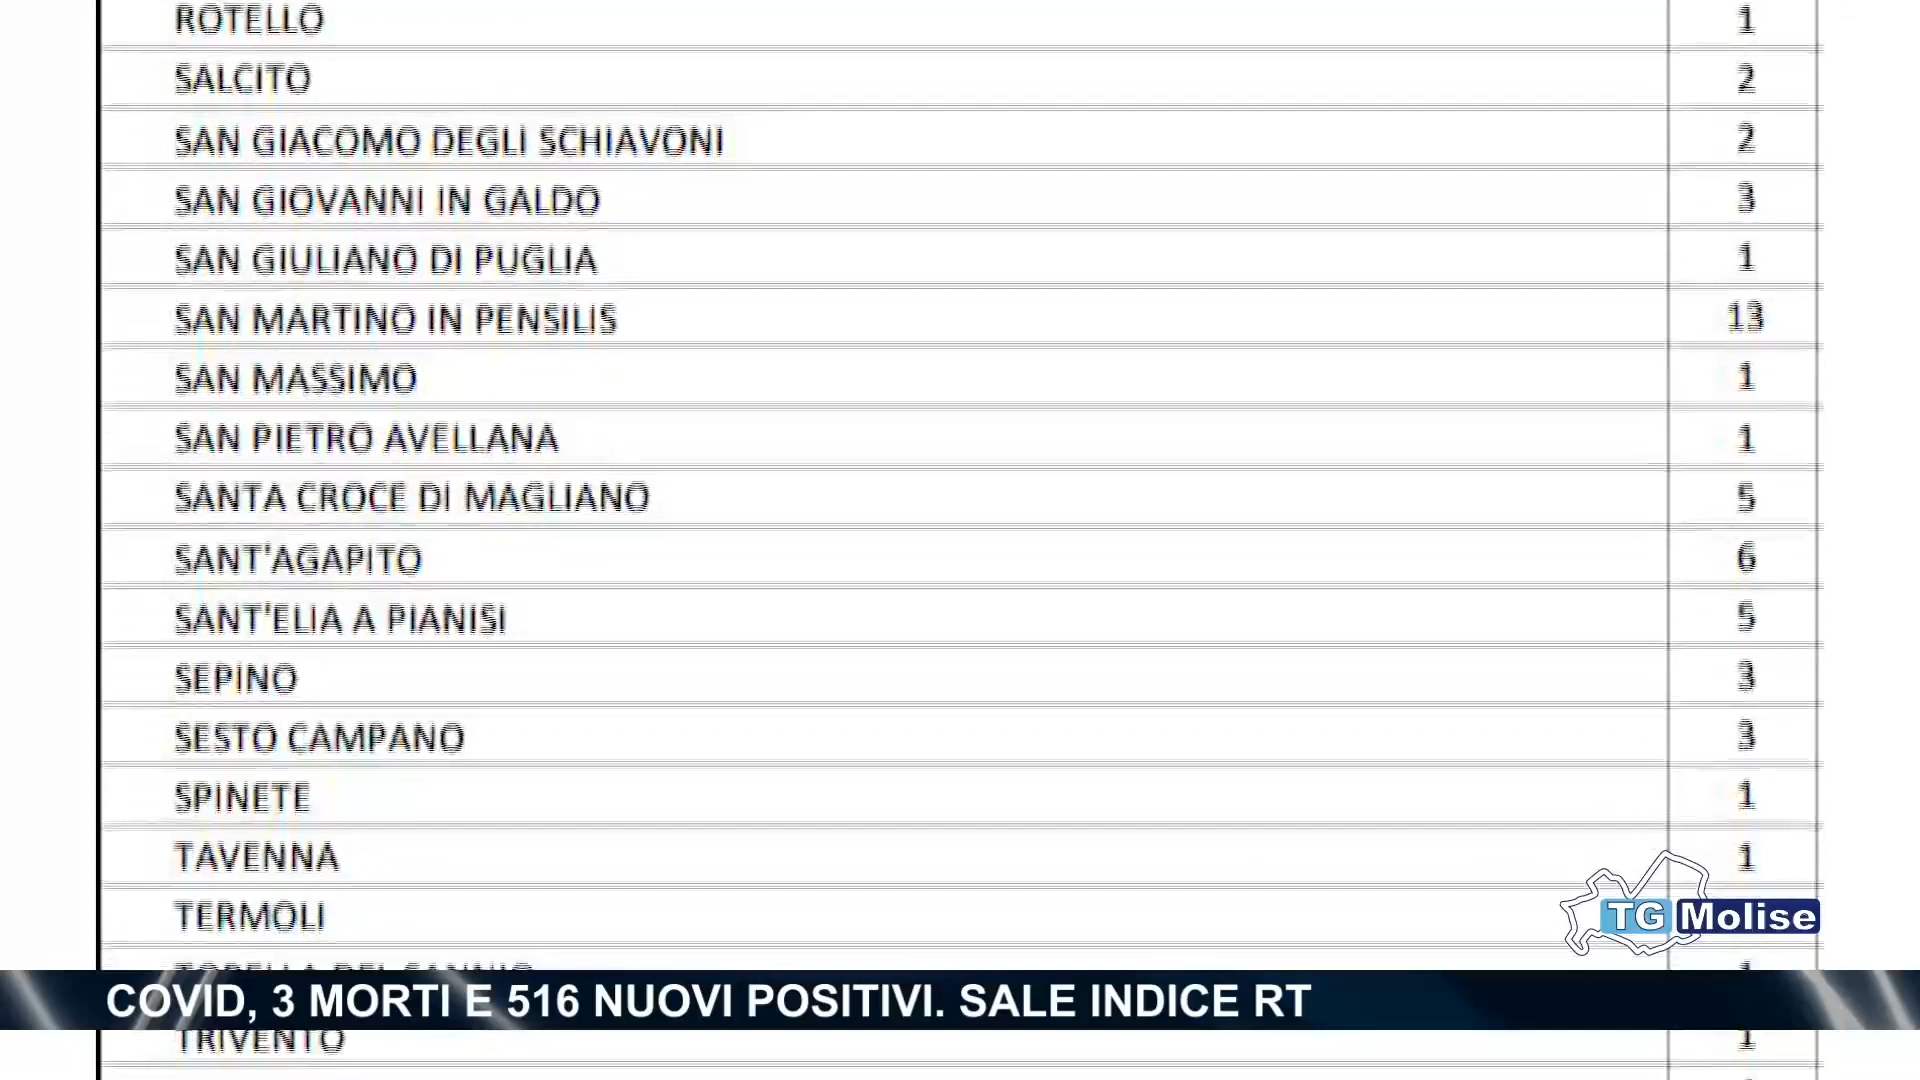 ROTELLO 1
SALCITO 2
SAN GIACOMO DEGLI SCHIAVONI 2
SAN GIOVANNI IN GALDO 3
SAN GIULIANO DI PUGLIA 1
SAN MARTINO IN PENSILIS 13
SAN MASSIMO 1
SAN PIETRO AVELLANA 1
SANTA CROCE DI MAGLIANO 5
SANT'AGAPITO 6
SANT'ELIA A PIANISI 5
SEPINO 3
SESTO CAMPANO 3
SPINETE 1
TAVENNA 1
TERMOLI
TG Molise
COVID, 3 MORTI E 516 NUOVI POSITIVI. SALE INDICE RT
TRIVENTO 1